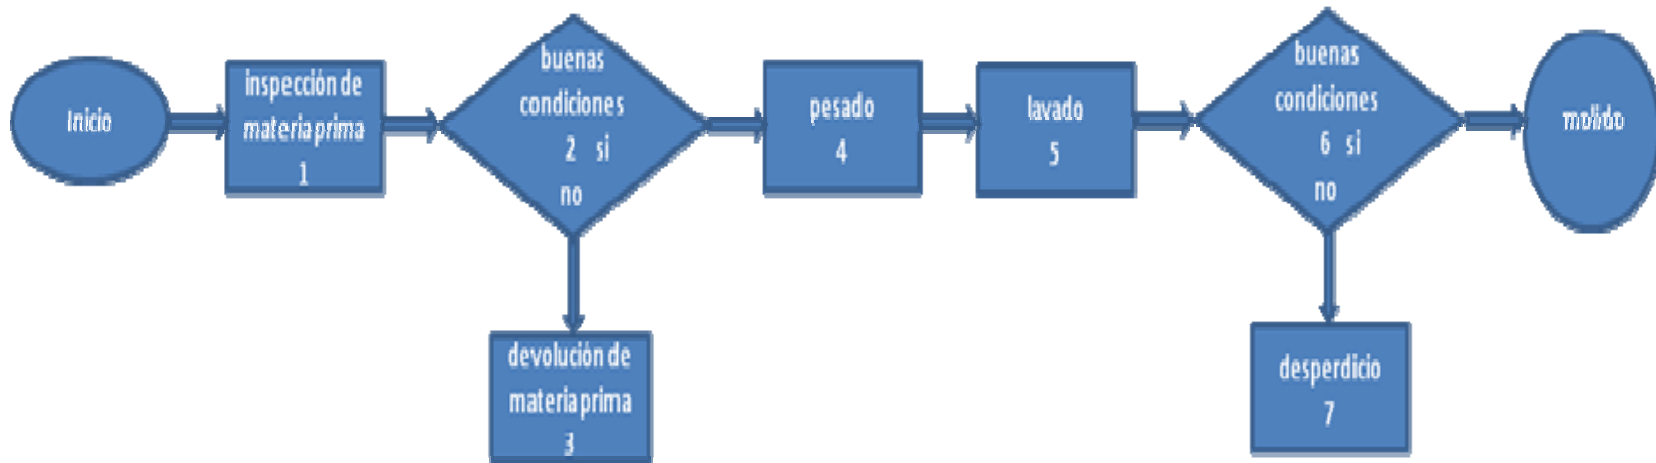 Inicio
inspección de
materia prima
1
buenas
condiciones
2 si
no
devolución de
materia prima
3
pesado
4
lavado
5
buenas
condiciones
6 si
no
desperdicio
7
molido